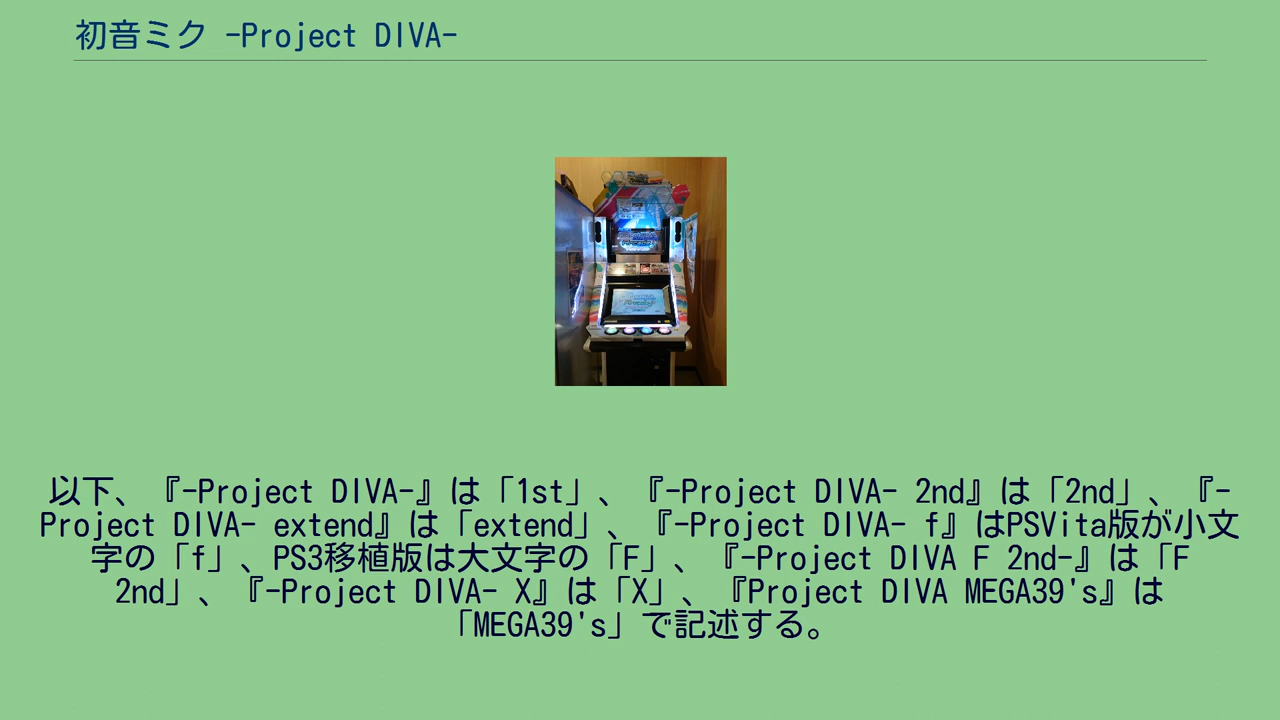 初音ミク -Project DIVA-
以下、『-Project DIVA-』は「1st」、『-Project DIVA- 2nd』は「2nd」、『-
Project DIVA- extend』は「extend」、『-Project DIVA- f』はPSVita版が小文
字の「f」、PS3移植版は大文字の「F」、『-Project DIVA F 2nd-』は「F
2nd」、『-Project DIVA- X』は「X」、『Project DIVA MEGA39's』は
「MEGA39's」で記述する。